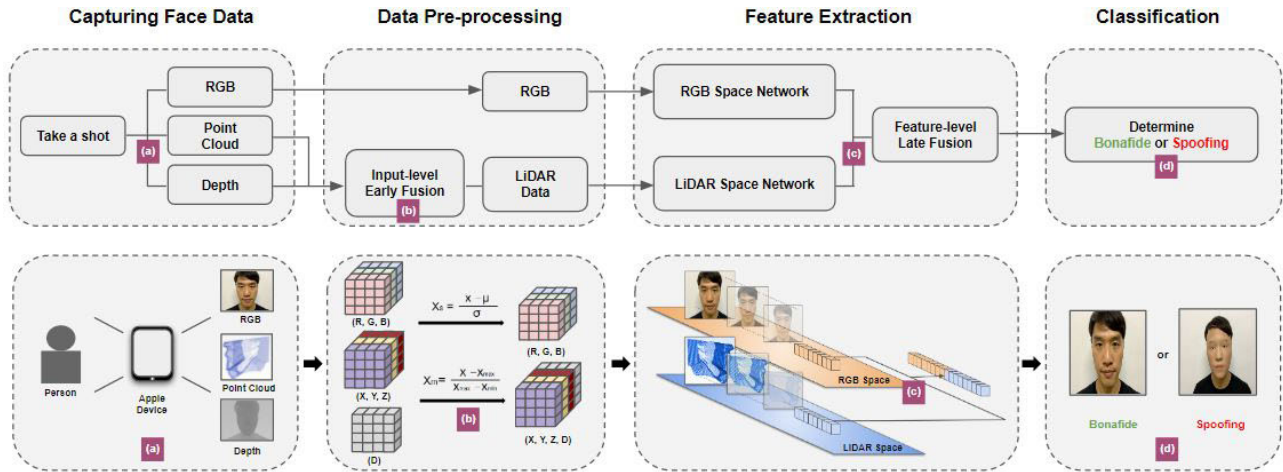 Capturing Face Data
Data Pre-processing
Feature Extraction
Classification
Take a shot
(a)
RGB
Point
Cloud
Depth
Input-level
Early Fusion
(b)
RGB
LiDAR
Data
RGB Space Network
LiDAR Space Network
(c)
Feature-level
Late Fusion
Determine
Bonafide or Spoofing
(d)
Person
Apple
Device
(a)
RGB
Point Cloud
Depth
(R, G, B)
(X, Y, Z)
(D)
Xs = x − μ / σ
Xm = x − xmax / xmax − xmin
(b)
(R, G, B)
(X, Y, Z, D)
RGB Space
(c)
LiDAR Space
or
Bonafide
Spoofing
(d)